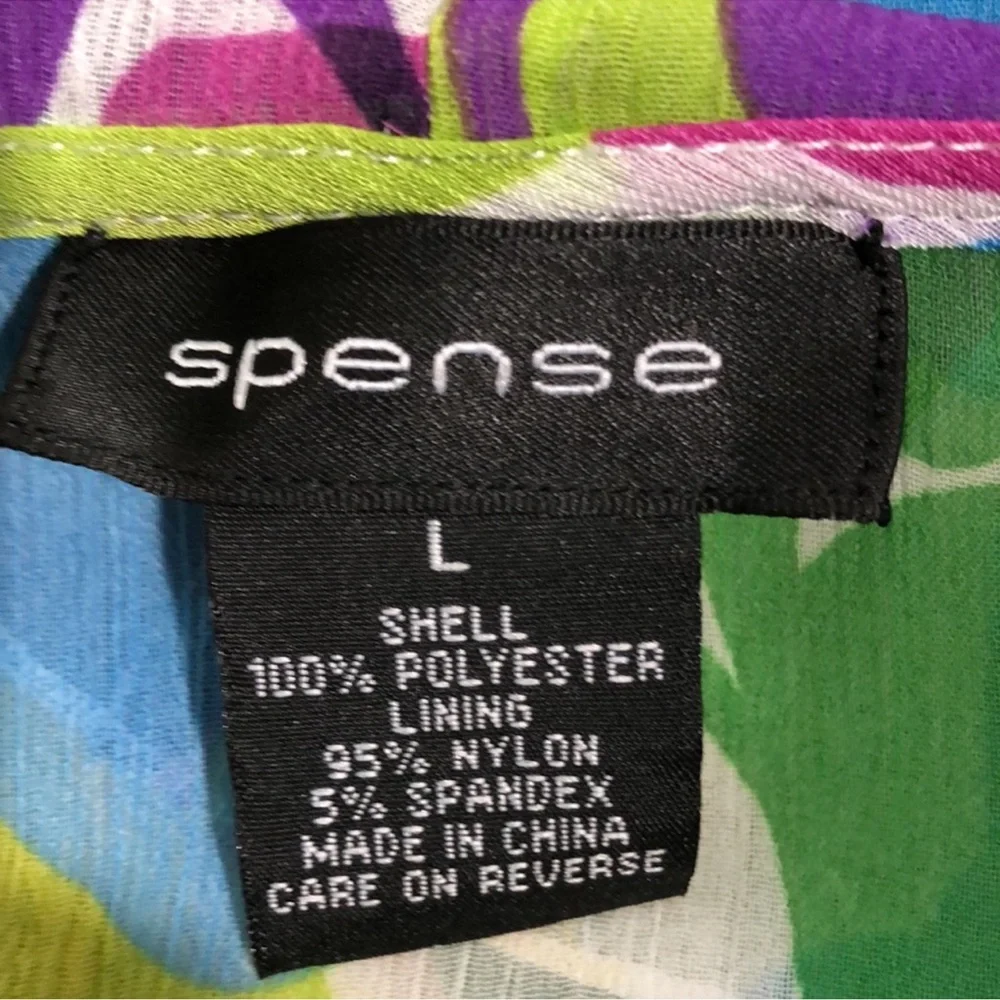 spense
L
SHELL
100% POLYESTER
LINING
95% NYLON
5% SPANDEX
MADE IN CHINA
CARE ON REVERSE